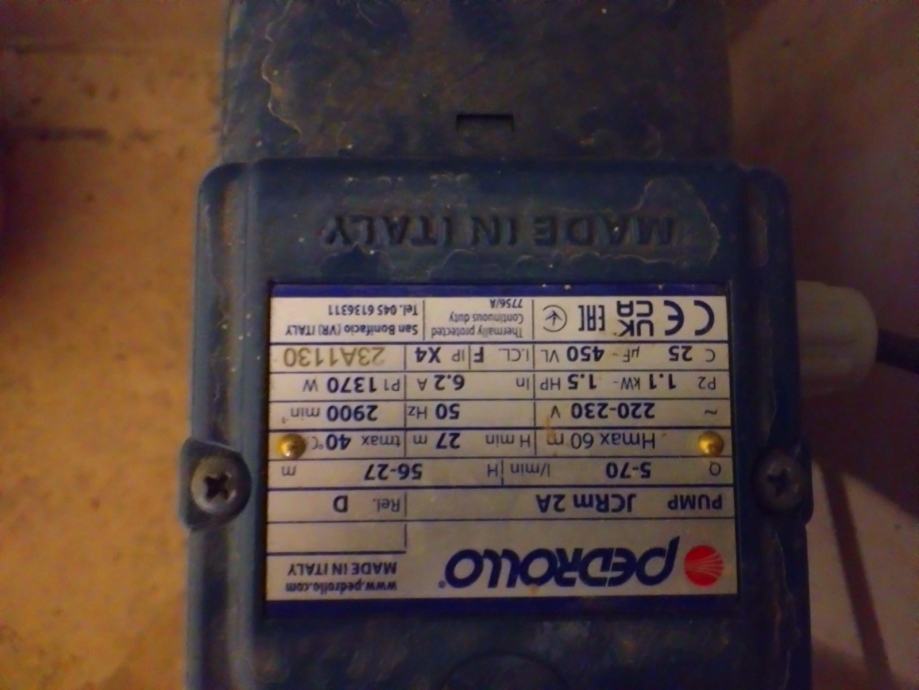 PEDROLLO®
www.pedrollo.com
MADE IN ITALY
PUMP JCRm 2A Rel. D
Q 5-70 l/min H 56-27 m
Hmax 60 m H min 27 m tmax 40 °C
~ 220-230 V 50 Hz 2900 min⁻¹
P2 1.1 kW- 1.5 HP In 6.2 A P1 1370 W
C 25 µF~ 450 VL I.CL. F IP X4 23A1130
CE UK CA EAC Thermally protected San Bonifacio (VR) ITALY
Continuous duty Tel. 045 6136311
7756/A
MADE IN ITALY